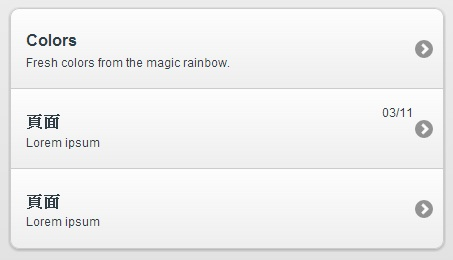 Colors
Fresh colors from the magic rainbow.
03/11
頁面
Lorem ipsum
頁面
Lorem ipsum